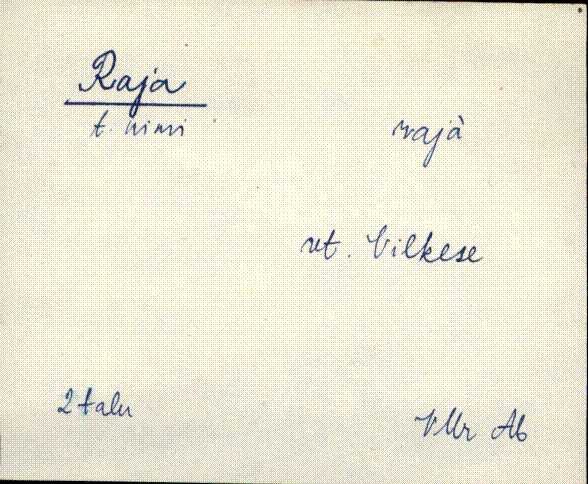 Raja
t. nimi
rajà
vt. Vilkese
2 talu
VMr AB